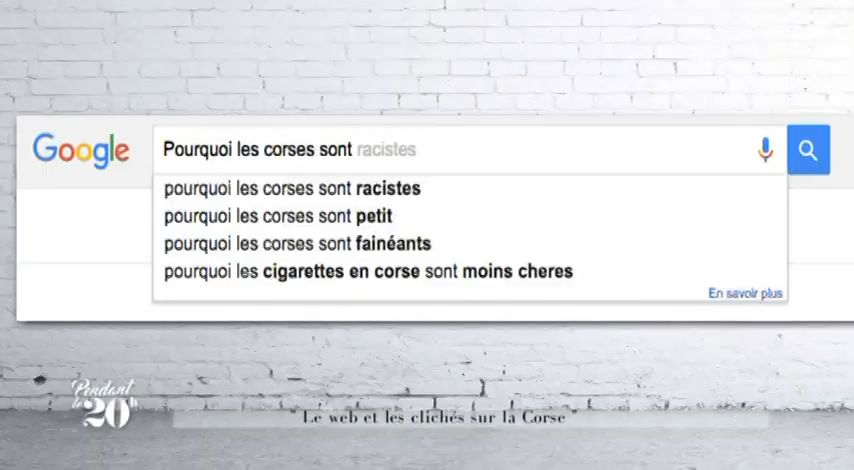 Google
Pourquoi les corses sont racistes
pourquoi les corses sont racistes
pourquoi les corses sont petit
pourquoi les corses sont fainéants
pourquoi les cigarettes en corse sont moins cheres
En savoir plus
Pendant
le 20h
" Le web et les clichés sur la Corse "